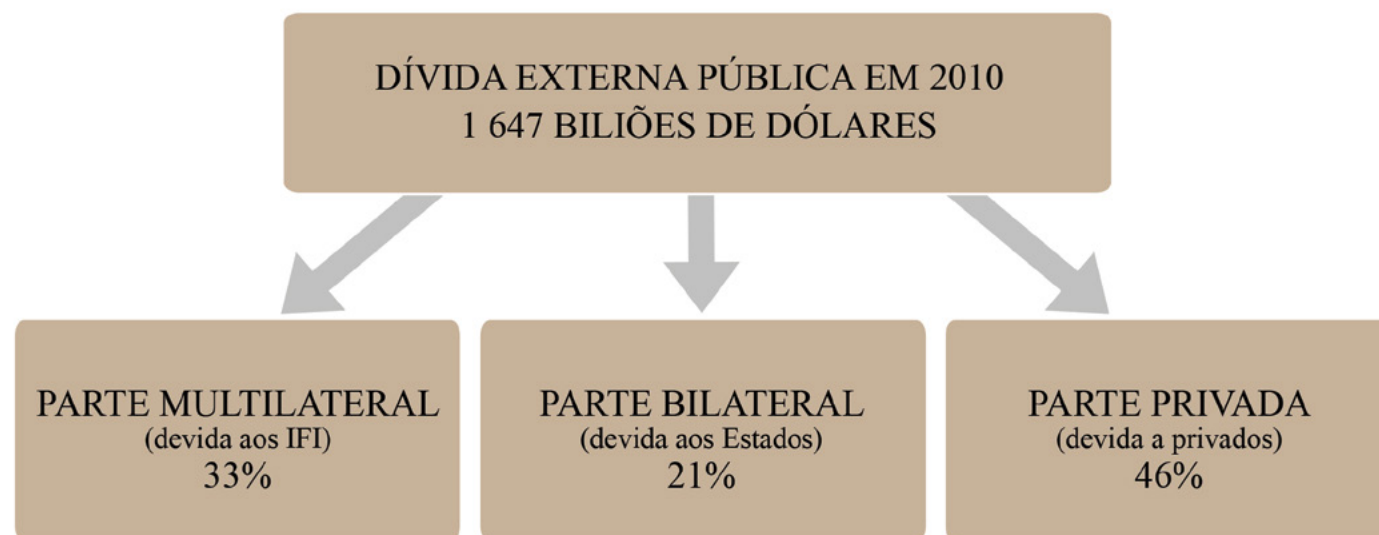 DÍVIDA EXTERNA PÚBLICA EM 2010
1 647 BILIÕES DE DÓLARES
PARTE MULTILATERAL
(devida aos IFI)
33%
PARTE BILATERAL
(devida aos Estados)
21%
PARTE PRIVADA
(devida a privados)
46%